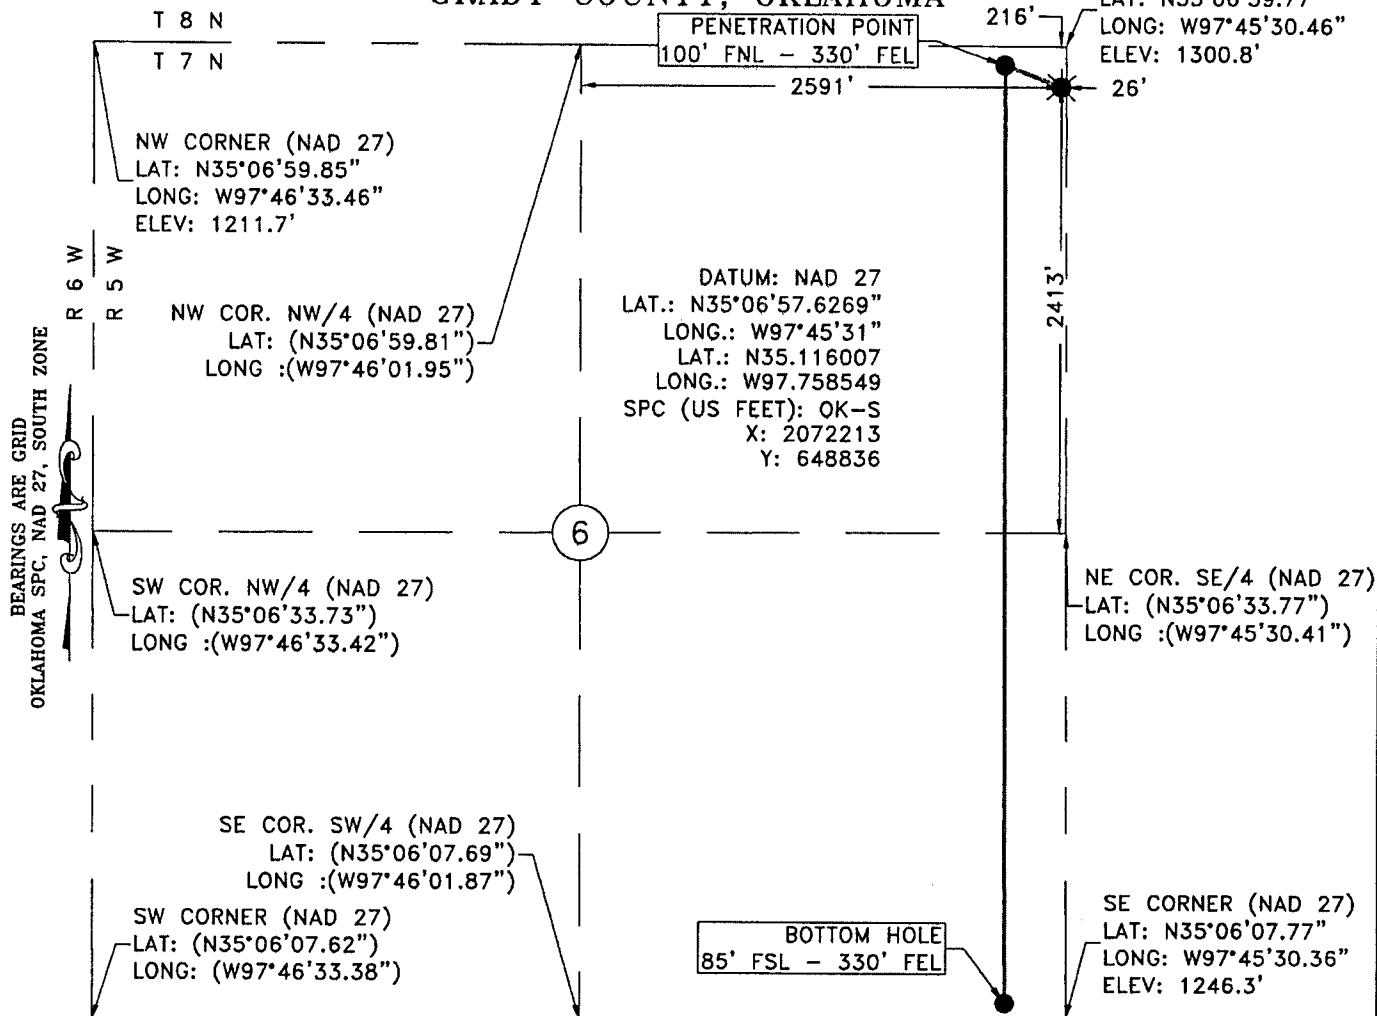 GRADY COUNTY, OKLAHOMA
LAT: N35°06'59.77"
LONG: W97°45'30.46"
ELEV: 1300.8'
T 8 N
T 7 N
PENETRATION POINT
100' FNL – 330' FEL
216'
2591'
26'
NW CORNER (NAD 27)
LAT: N35°06'59.85"
LONG: W97°46'33.46"
ELEV: 1211.7'
R 6 W
R 5 W
NW COR. NW/4 (NAD 27)
LAT: (N35°06'59.81")
LONG :(W97°46'01.95")
DATUM: NAD 27
LAT.: N35°06'57.6269"
LONG.: W97°45'31"
LAT.: N35.116007
LONG.: W97.758549
SPC (US FEET): OK–S
X: 2072213
Y: 648836
2413'
BEARINGS ARE GRID
OKLAHOMA SPC, NAD 27, SOUTH ZONE
6
SW COR. NW/4 (NAD 27)
LAT: (N35°06'33.73")
LONG :(W97°46'33.42")
NE COR. SE/4 (NAD 27)
LAT: (N35°06'33.77")
LONG :(W97°45'30.41")
SE COR. SW/4 (NAD 27)
LAT: (N35°06'07.69")
LONG :(W97°46'01.87")
SW CORNER (NAD 27)
LAT: (N35°06'07.62")
LONG: (W97°46'33.38")
BOTTOM HOLE
85' FSL – 330' FEL
SE CORNER (NAD 27)
LAT: N35°06'07.77"
LONG: W97°45'30.36"
ELEV: 1246.3'